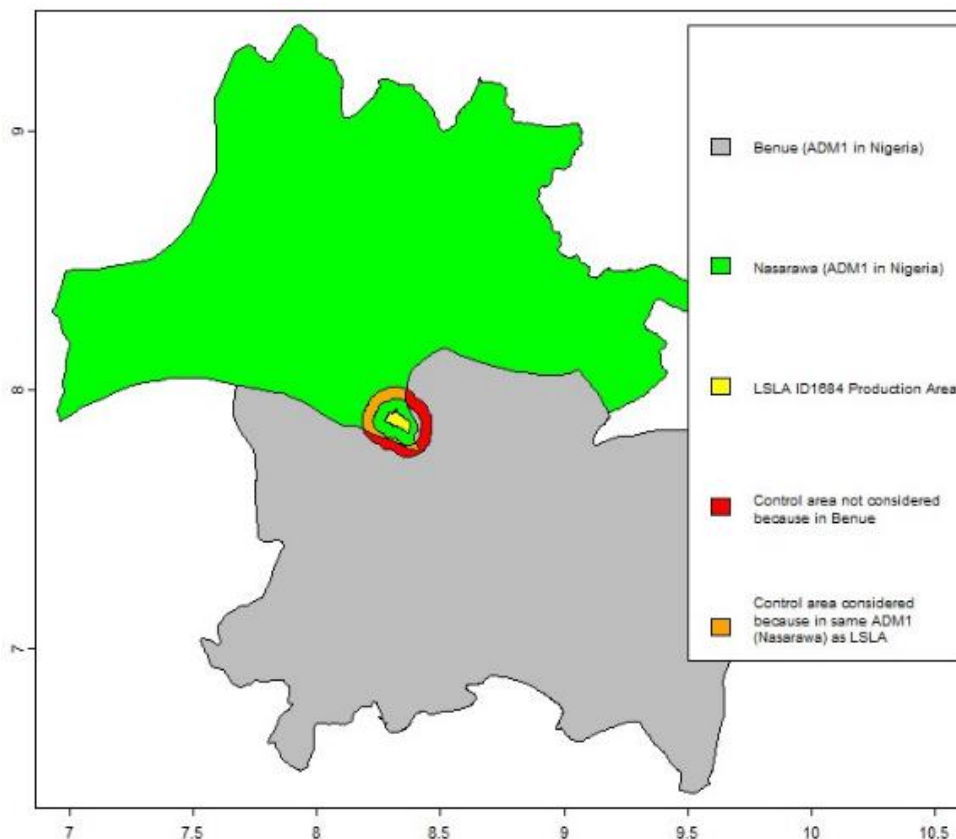 9
8
7
Benue (ADM1 in Nigeria)
Nasarawa (ADM1 in Nigeria)
LSLA ID1684 Production Area
Control area not considered
because in Benue
Control area considered
because in same ADM1
(Nasarawa) as LSLA
7 7.5 8 8.5 9 9.5 10 10.5